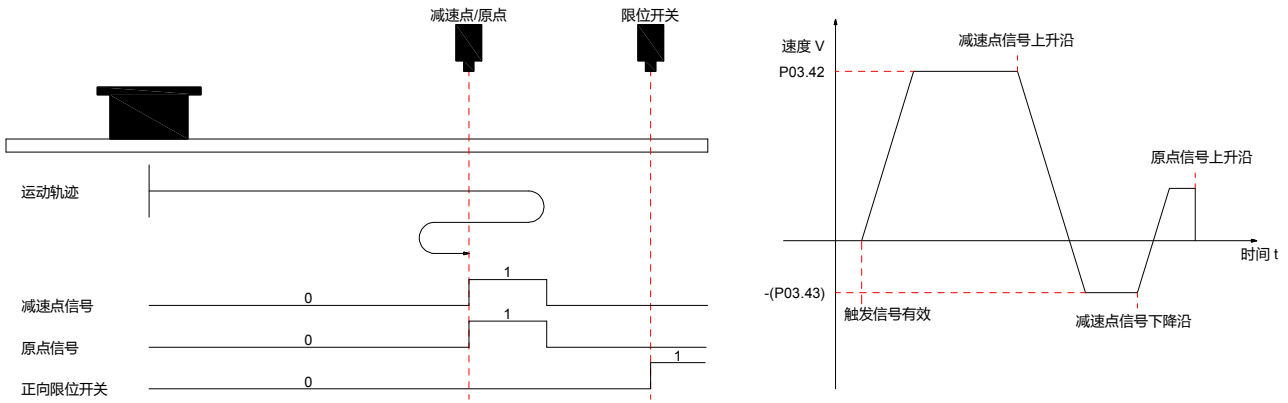 减速点/原点
限位开关
运动轨迹
减速点信号
0
1
原点信号
0
1
正向限位开关
0
1
速度 V
减速点信号上升沿
P03.42
原点信号上升沿
时间 t
-(P03.43)
触发信号有效
减速点信号下降沿